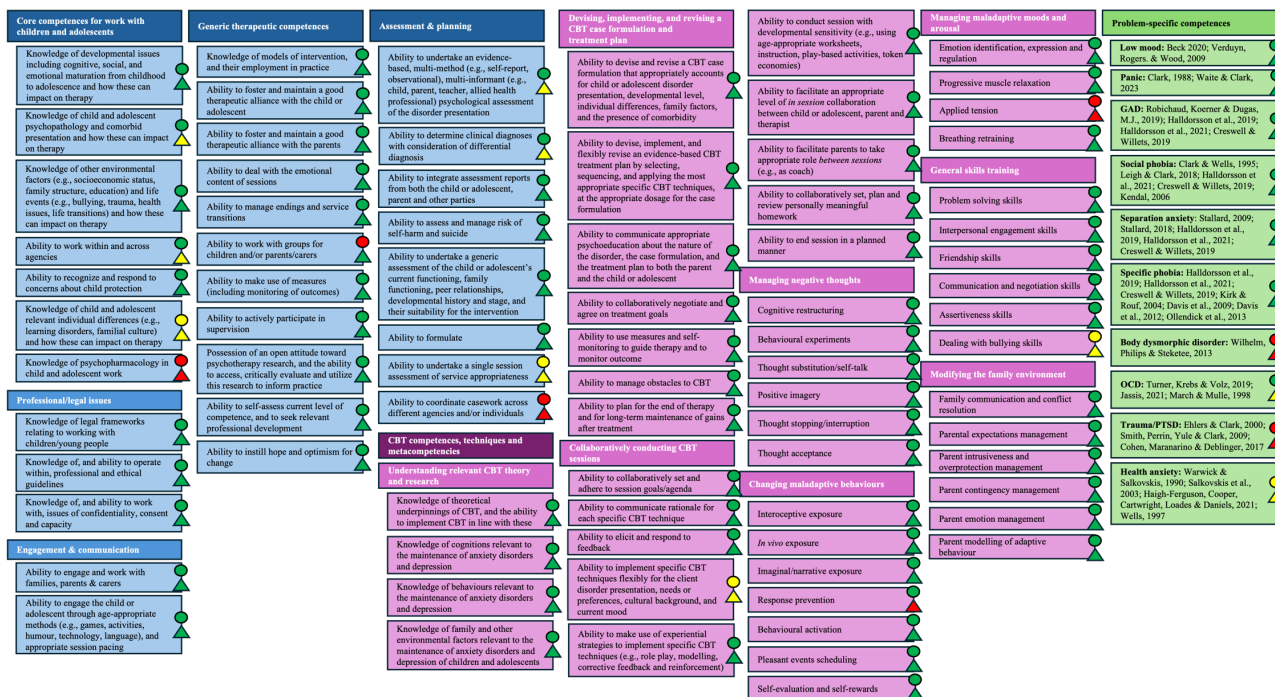 Core competences for work with
children and adolescents
Knowledge of developmental issues
including cognitive, social, and
emotional maturation from childhood
to adolescence and how these can
impact on therapy
Knowledge of child and adolescent
psychopathology and comorbid
presentation and how these can impact
on therapy
Knowledge of other environmental
factors (e.g., socioeconomic status,
family structure, education) and life
events (e.g., bullying, trauma, health
issues, life transitions) and how these
can impact on therapy
Ability to work within and across
agencies
Ability to recognize and respond to
concerns about child protection
Knowledge of child and adolescent
relevant individual differences (e.g.,
learning disorders, familial culture)
and how these can impact on therapy
Knowledge of psychopharmacology in
child and adolescent work
Professional/legal issues
Knowledge of legal frameworks
relating to working with
children/young people
Knowledge of, and ability to operate
within, professional and ethical
guidelines
Knowledge of, and ability to work
with, issues of confidentiality, consent
and capacity
Engagement & communication
Ability to engage and work with
families, parents & carers
Ability to engage the child or
adolescent through age-appropriate
methods (e.g., games, activities,
humour, technology, language), and
appropriate session pacing
Generic therapeutic competences
Knowledge of models of intervention,
and their employment in practice
Ability to foster and maintain a good
therapeutic alliance with the child or
adolescent
Ability to foster and maintain a good
therapeutic alliance with the parents
Ability to deal with the emotional
content of sessions
Ability to manage endings and service
transitions
Ability to work with groups for
children and/or parents/carers
Ability to make use of measures
(including monitoring of outcomes)
Ability to actively participate in
supervision
Possession of an open attitude toward
psychotherapy research, and the ability
to access, critically evaluate and utilize
this research to inform practice
Ability to self-assess current level of
competence, and to seek relevant
professional development
Ability to instill hope and optimism for
change
Assessment & planning
Ability to undertake an evidence-
based, multi-method (e.g., self-report,
observational), multi-informant (e.g.,
child, parent, teacher, allied health
professional) psychological assessment
of the disorder presentation
Ability to determine clinical diagnoses
with consideration of differential
diagnosis
Ability to integrate assessment reports
from both the child or adolescent,
parent and other parties
Ability to assess and manage risk of
self-harm and suicide
Ability to undertake a generic
assessment of the child or adolescent's
current functioning, family
functioning, peer relationships,
developmental history and stage, and
their suitability for the intervention
Ability to formulate
Ability to undertake a single session
assessment of service appropriateness
Ability to coordinate casework across
different agencies and/or individuals
CBT competences, techniques and
metacompetencies
Understanding relevant CBT theory
and research
Knowledge of theoretical
underpinnings of CBT, and the ability
to implement CBT in line with these
Knowledge of cognitions relevant to
the maintenance of anxiety disorders
and depression
Knowledge of behaviours relevant to
the maintenance of anxiety disorders
and depression
Knowledge of family and other
environmental factors relevant to the
maintenance of anxiety disorders and
depression of children and adolescents
Devising, implementing, and revising a
CBT case formulation and
treatment plan
Ability to devise and revise a CBT case
formulation that appropriately accounts
for child or adolescent disorder
presentation, developmental level,
individual differences, family factors,
and the presence of comorbidity
Ability to devise, implement, and
flexibly revise an evidence-based CBT
treatment plan by selecting,
sequencing, and applying the most
appropriate specific CBT techniques,
at the appropriate dosage for the case
formulation
Ability to communicate appropriate
psychoeducation about the nature of
the disorder, the case formulation, and
the treatment plan to both the parent
and the child or adolescent
Ability to collaboratively negotiate and
agree on treatment goals
Ability to use measures and self-
monitoring to guide therapy and to
monitor outcome
Ability to manage obstacles to CBT
Ability to plan for the end of therapy
and for long-term maintenance of gains
after treatment
Collaboratively conducting CBT
sessions
Ability to collaboratively set and
adhere to session goals/agenda
Ability to communicate rationale for
each specific CBT technique
Ability to elicit and respond to
feedback
Ability to implement specific CBT
techniques flexibly for the client
disorder presentation, needs or
preferences, cultural background, and
current mood
Ability to make use of experiential
strategies to implement specific CBT
techniques (e.g., role play, modelling,
corrective feedback and reinforcement)
Ability to conduct session with
developmental sensitivity (e.g., using
age-appropriate worksheets,
instruction, play-based activities, token
economies)
Ability to facilitate an appropriate
level of in session collaboration
between child or adolescent, parent and
therapist
Ability to facilitate parents to take
appropriate role between sessions
(e.g., as coach)
Ability to collaboratively set, plan and
review personally meaningful
homework
Ability to end session in a planned
manner
Managing negative thoughts
Cognitive restructuring
Behavioural experiments
Thought substitution/self-talk
Positive imagery
Thought stopping/interruption
Thought acceptance
Changing maladaptive behaviours
Interoceptive exposure
In vivo exposure
Imaginal/narrative exposure
Response prevention
Behavioural activation
Pleasant events scheduling
Self-evaluation and self-rewards
Managing maladaptive moods and
arousal
Emotion identification, expression and
regulation
Progressive muscle relaxation
Applied tension
Breathing retraining
General skills training
Problem solving skills
Interpersonal engagement skills
Friendship skills
Communication and negotiation skills
Assertiveness skills
Dealing with bullying skills
Modifying the family environment
Family communication and conflict
resolution
Parental expectations management
Parent intrusiveness and
overprotection management
Parent contingency management
Parent emotion management
Parent modelling of adaptive
behaviour
Problem-specific competences
Low mood: Beck 2020; Verduyn,
Rogers. & Wood, 2009
Panic: Clark, 1988; Waite & Clark,
2023
GAD: Robichaud, Koerner & Dugas,
M.J., 2019; Halldorsson et al., 2019;
Halldorsson et al., 2021; Creswell &
Willets, 2019
Social phobia: Clark & Wells, 1995;
Leigh & Clark, 2018; Halldorsson et
al., 2021; Creswell & Willets, 2019;
Kendal, 2006
Separation anxiety: Stallard, 2009;
Stallard, 2018; Halldorsson et al.,
2019, Halldorsson et al., 2021;
Creswell & Willets, 2019
Specific phobia: Halldorsson et al.,
2019; Halldorsson et al., 2021;
Creswell & Willets, 2019; Kirk &
Rouf, 2004; Davis et al., 2009; Davis
et al., 2012; Ollendick et al., 2013
Body dysmorphic disorder: Wilhelm,
Philips & Steketee, 2013
OCD: Turner, Krebs & Volz, 2019;
Jassis, 2021; March & Mulle, 1998
Trauma/PTSD: Ehlers & Clark, 2000;
Smith, Perrin, Yule & Clark, 2009;
Cohen, Maranarino & Deblinger, 2017
Health anxiety: Warwick &
Salkovskis, 1990; Salkovskis et al.,
2003; Haigh-Ferguson, Cooper,
Cartwright, Loades & Daniels, 2021;
Wells, 1997